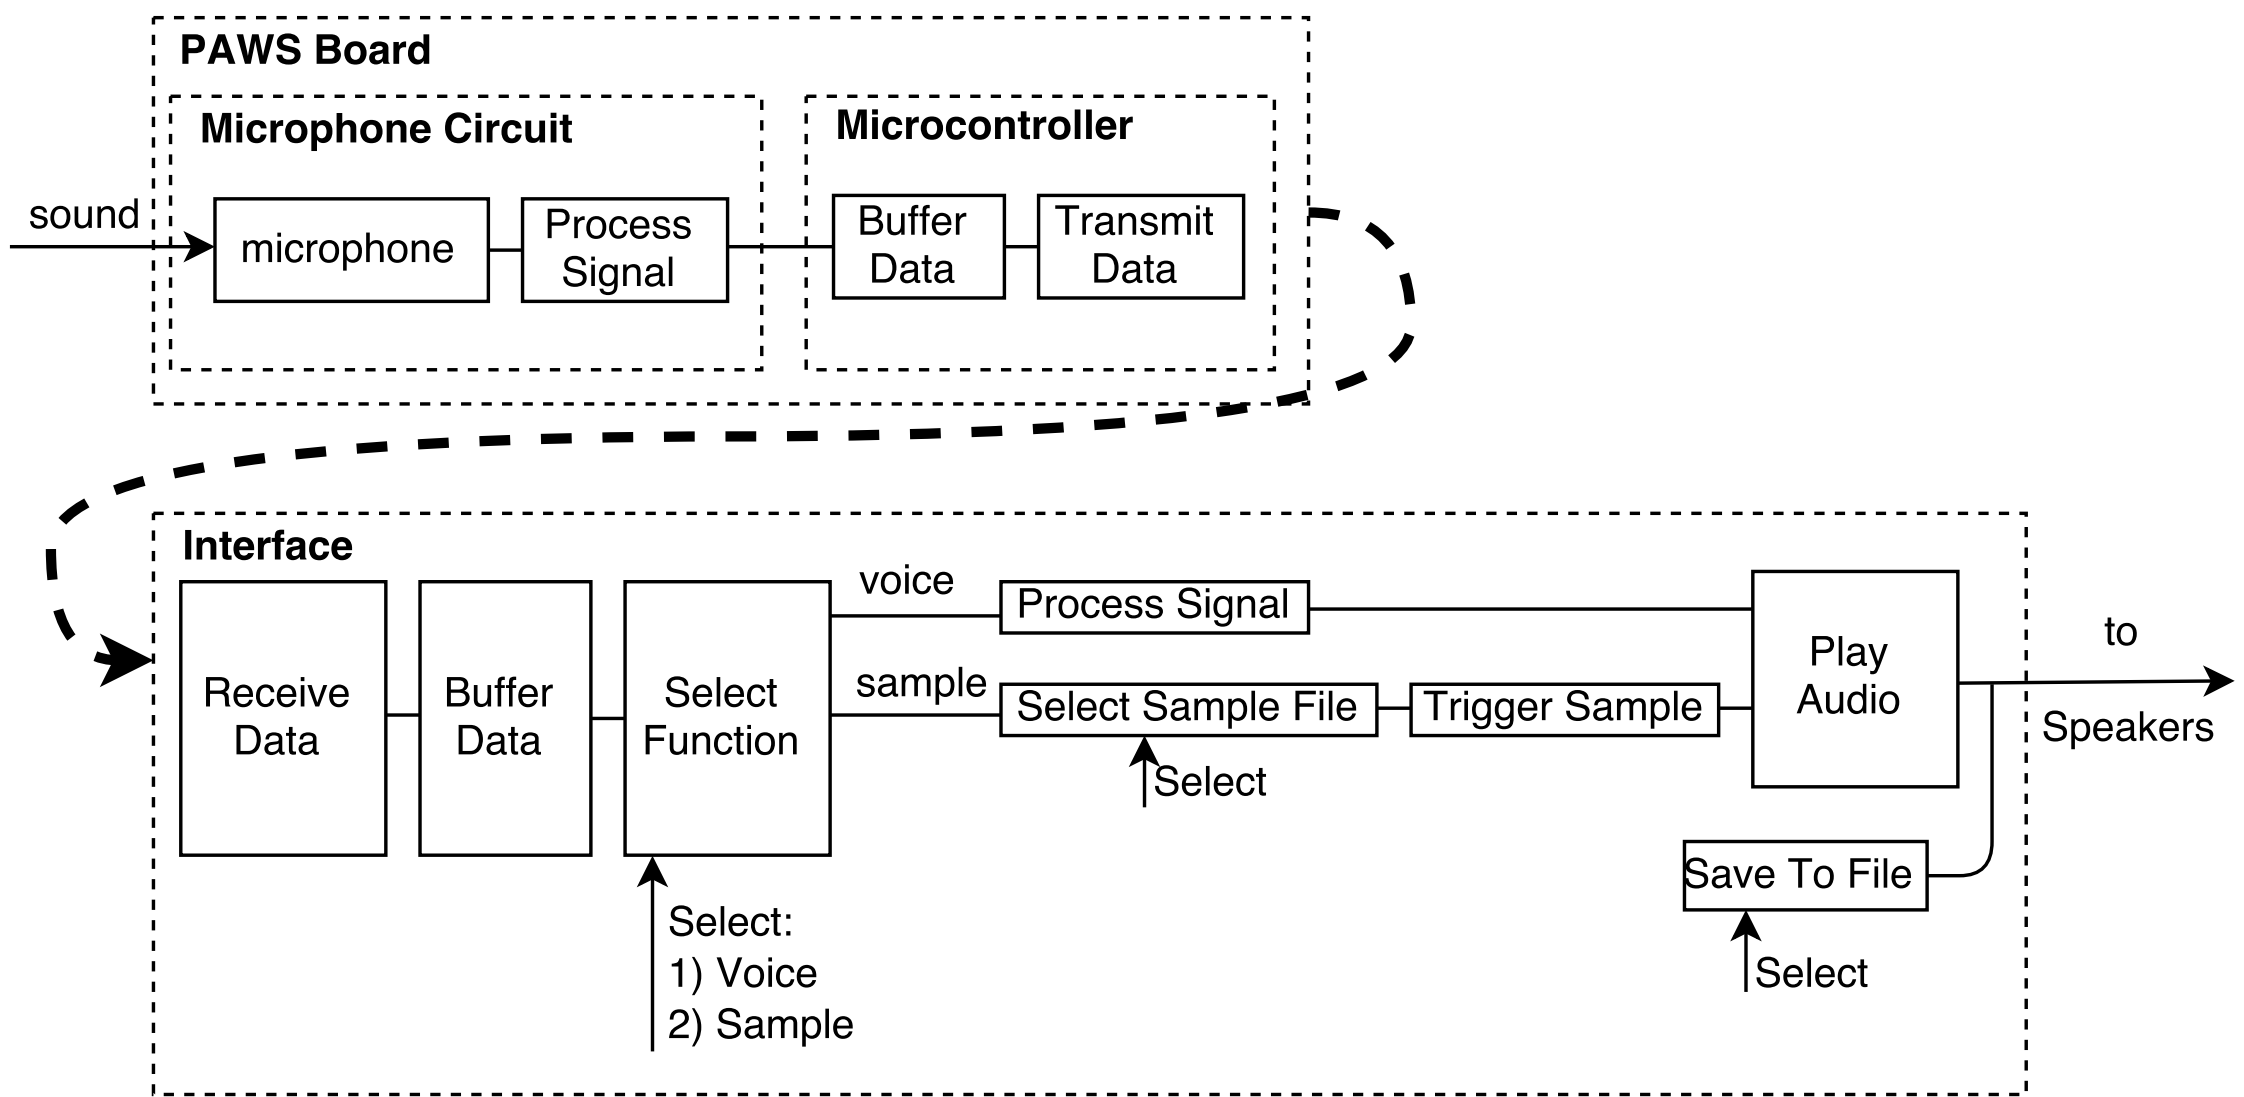 PAWS Board
Microphone Circuit
Microcontroller
sound
microphone
Process
Signal
Buffer
Data
Transmit
Data
Interface
Receive
Data
Buffer
Data
Select
Function
voice
sample
Process Signal
Select Sample File
Trigger Sample
Select
Play
Audio
to
Speakers
Save To File
Select
Select:
1) Voice
2) Sample